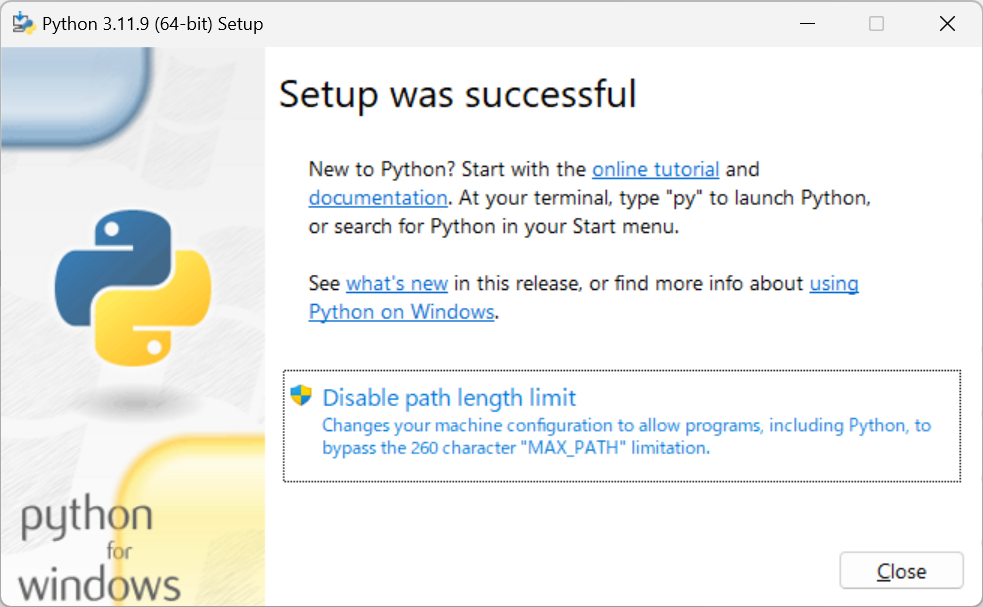 Python 3.11.9 (64-bit) Setup
Setup was successful
New to Python? Start with the online tutorial and
documentation. At your terminal, type "py" to launch Python,
or search for Python in your Start menu.
See what's new in this release, or find more info about using
Python on Windows.
Disable path length limit
Changes your machine configuration to allow programs, including Python, to
bypass the 260 character "MAX_PATH" limitation.
python
for
windows
Close